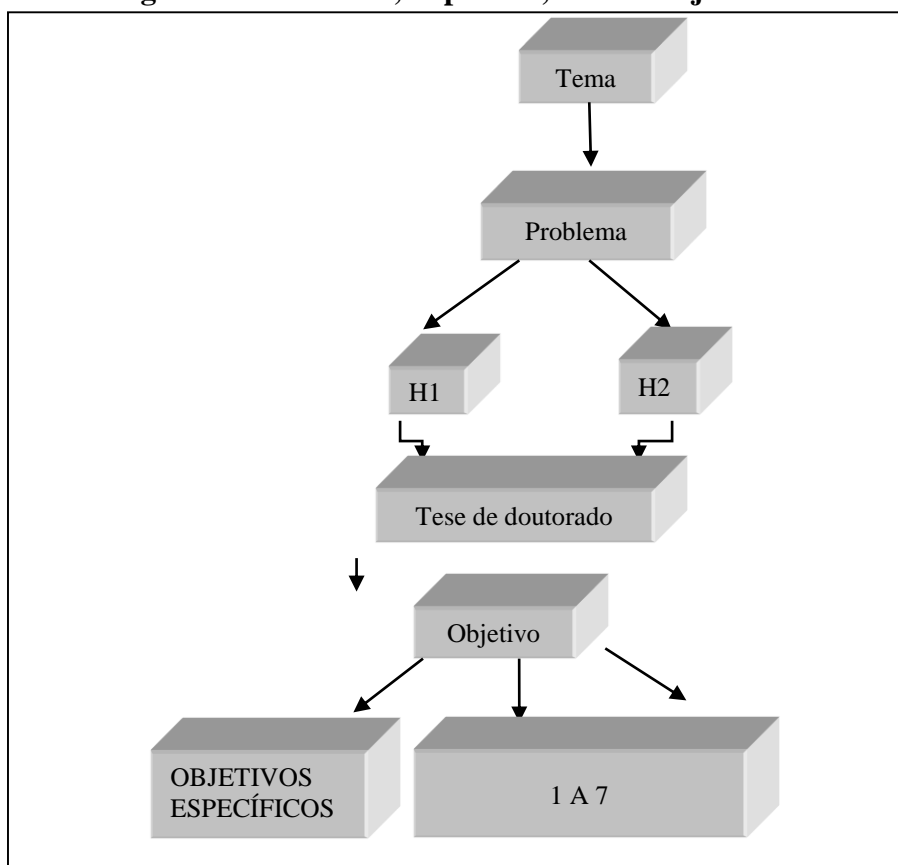 Tema
Problema
H1
H2
Tese de doutorado
Objetivo
OBJETIVOS
ESPECÍFICOS
1 A 7